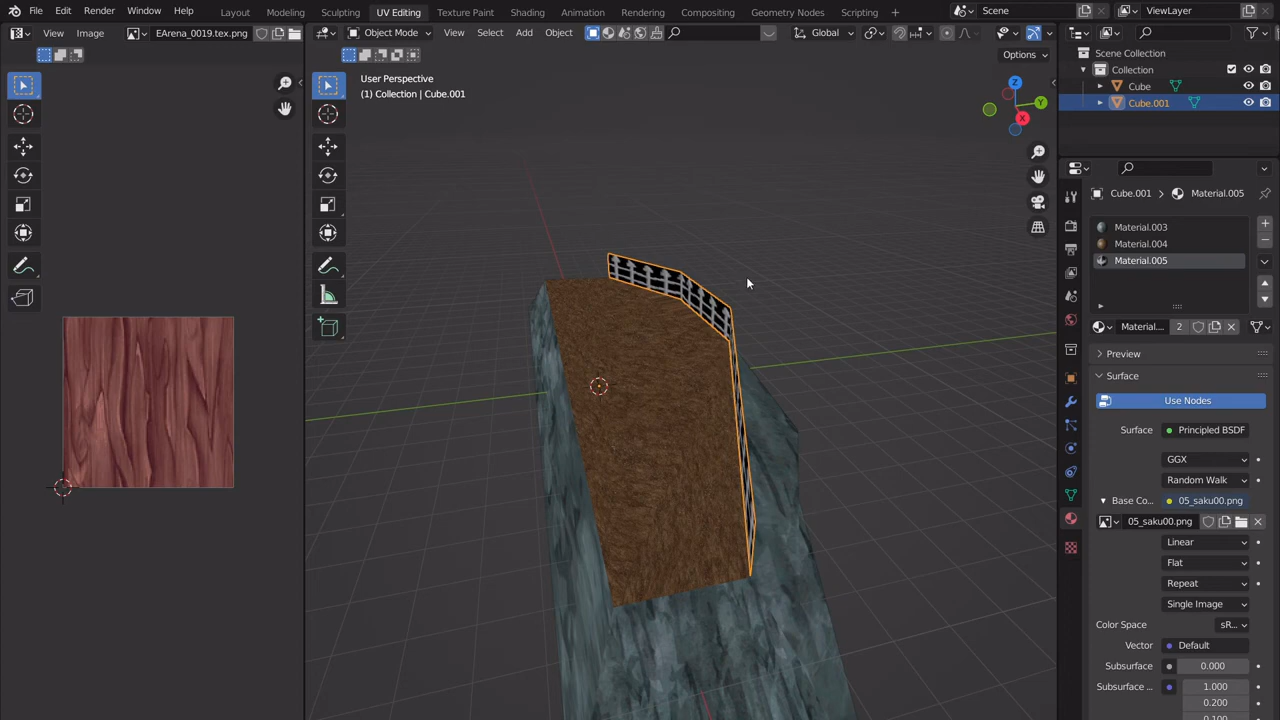 File Edit Render Window Help Layout Modeling Sculpting UV Editing Texture Paint Shading Animation Rendering Compositing Geometry Nodes Scripting Scene ViewLayer
View Image EArena_0019.tex.png Object Mode View Select Add Object Global
Options
User Perspective
(1) Collection | Cube.001
Z
Y
X
Scene Collection
Collection
Cube
Cube.001
Cube.001 Material.005
Material.003
Material.004
Material.005
Material... 2
Preview
Surface
Use Nodes
Surface Principled BSDF
GGX
Random Walk
Base Co... 05_saku00.png
05_saku00.png
Linear
Flat
Repeat
Single Image
Color Space sR...
Vector Default
Subsurface 0.000
Subsurface ... 1.000
0.200
0.100